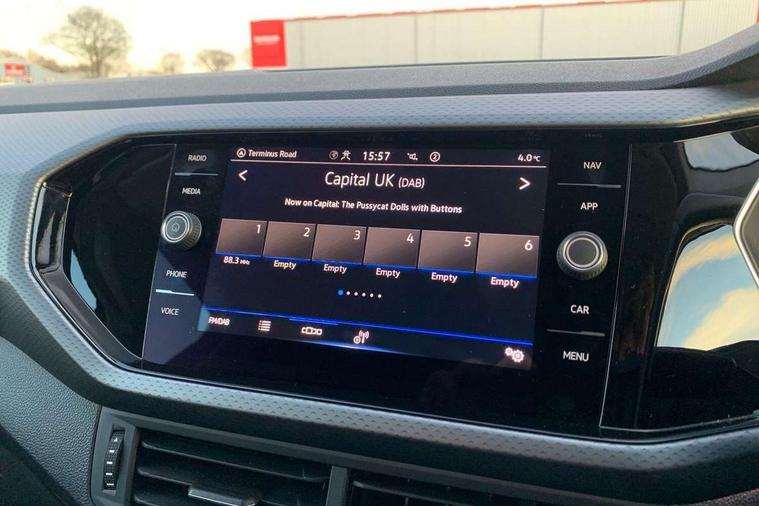 RADIO
MEDIA
PHONE
VOICE
Terminus Road
15:57
2
4.0°C
< Capital UK (DAB) >
Now on Capital: The Pussycat Dolls with Buttons
1 2 3 4 5 6
88.3 MHz Empty Empty Empty Empty Empty
FM/DAB
NAV
APP
CAR
MENU